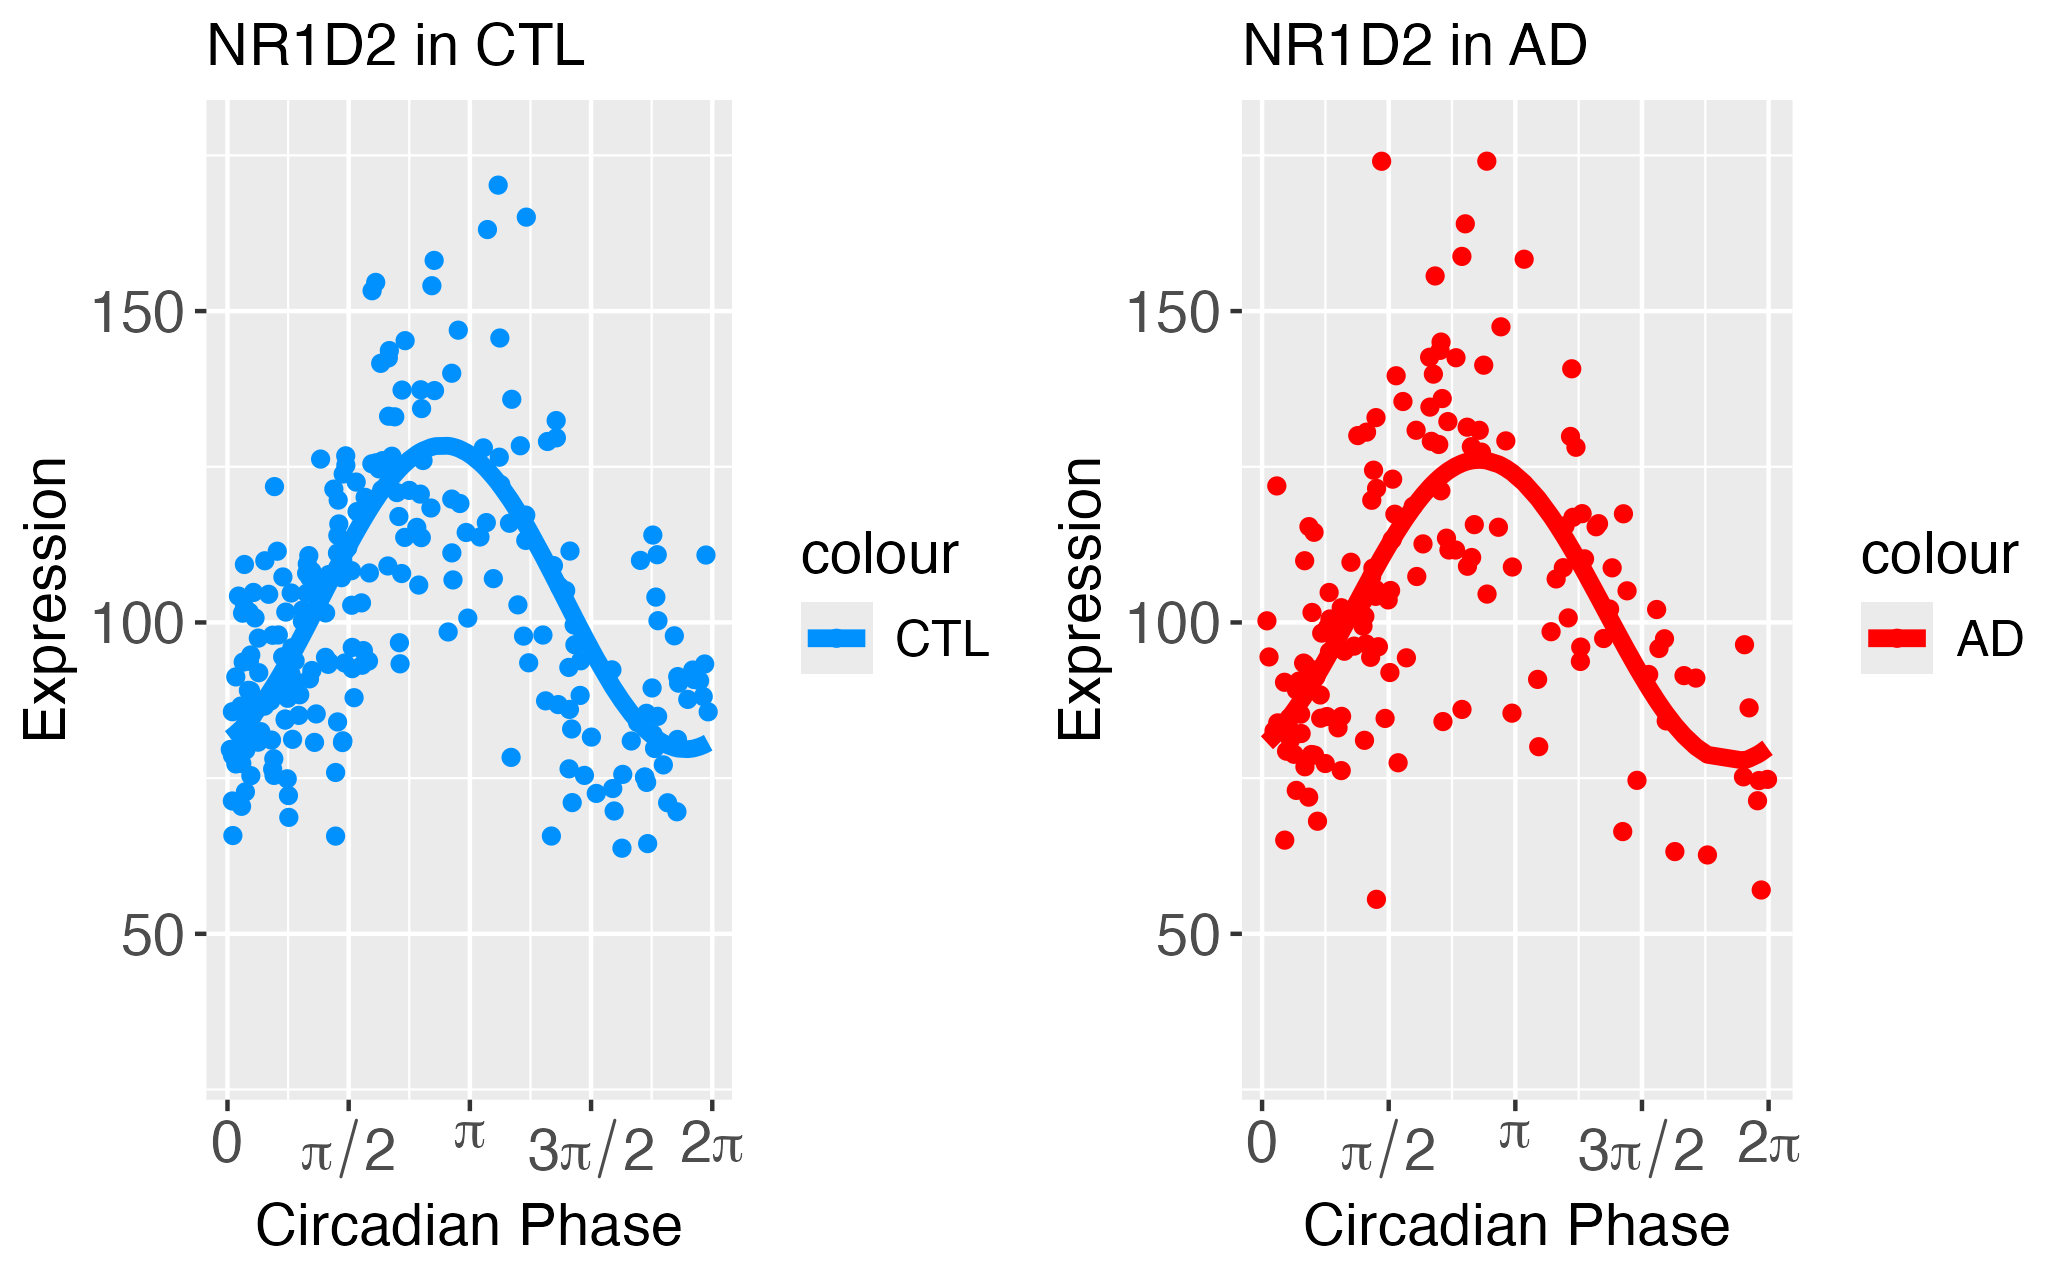 NR1D2 in CTL
Expression
150
100
50
0 π/2 π 3π/2 2π
Circadian Phase
colour
CTL
NR1D2 in AD
Expression
150
100
50
0 π/2 π 3π/2 2π
Circadian Phase
colour
AD